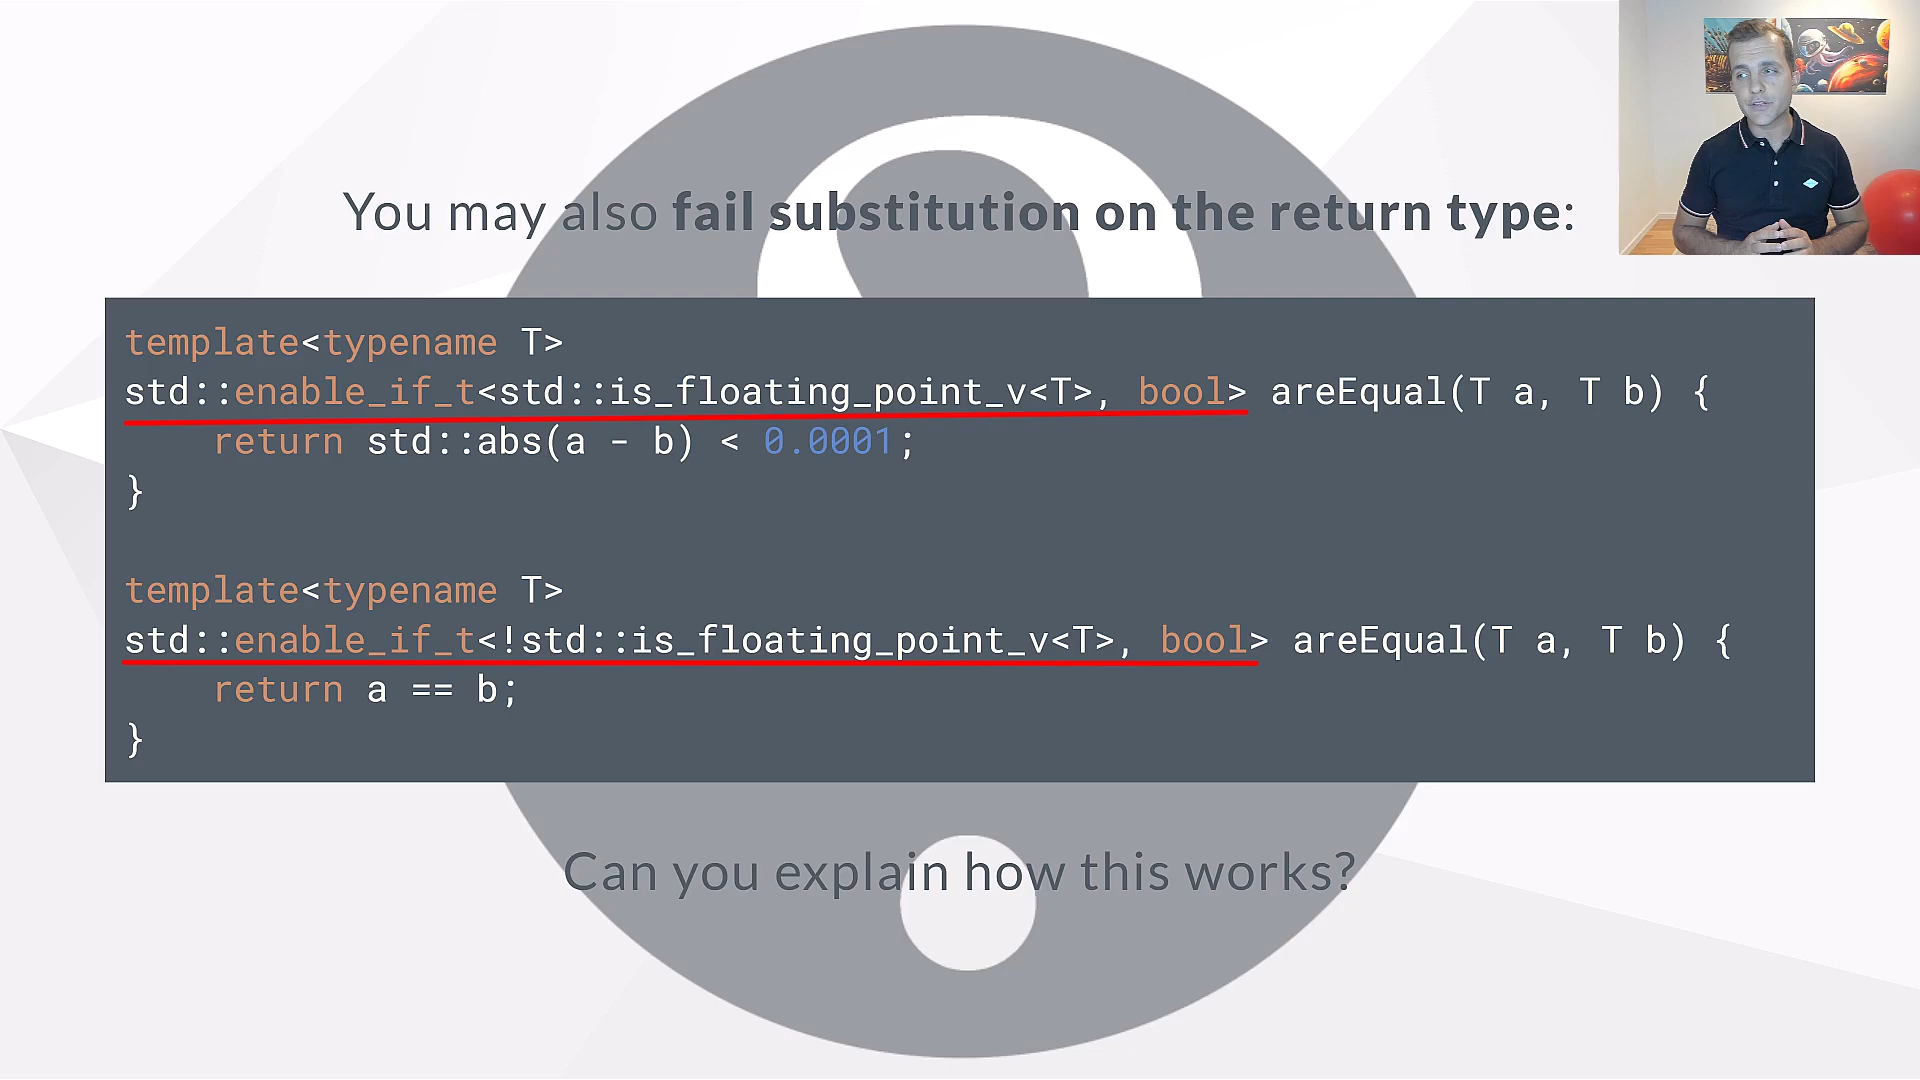 You may also fail substitution on the return type:
template<typename T>
std::enable_if_t<std::is_floating_point_v<T>, bool> areEqual(T a, T b) {
    return std::abs(a - b) < 0.0001;
}
template<typename T>
std::enable_if_t<!std::is_floating_point_v<T>, bool> areEqual(T a, T b) {
    return a == b;
}
Can you explain how this works?